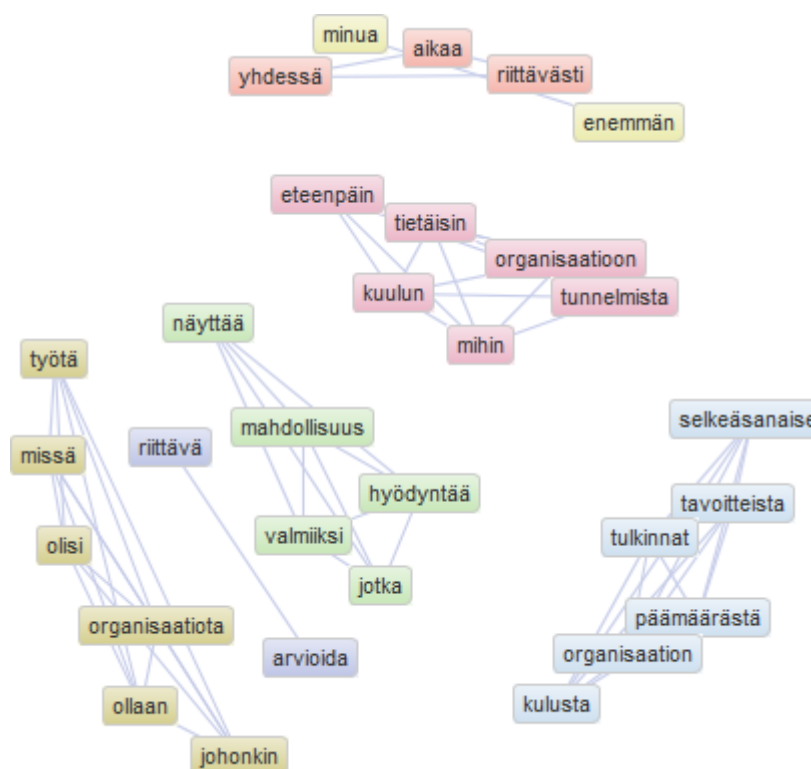 minua
aikaa
yhdessä
riittävästi
enemmän
eteenpäin
tietäisin
organisaatioon
kuulun
tunnelmista
mihin
näyttää
työtä
mahdollisuus
riittävä
missä
hyödyntää
valmiiksi
olisi
jotka
organisaatiota
arvioida
ollaan
johonkin
selkeäsanaise
tavoitteista
tulkinnat
päämäärästä
organisaation
kulusta